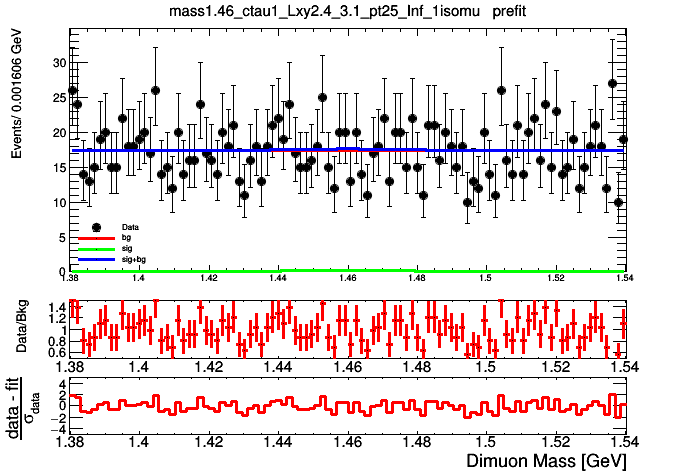 mass1.46_ctau1_Lxy2.4_3.1_pt25_Inf_1isomu prefit
Events/ 0.001606 GeV
30
25
20
15
10
5
0
Data
bg
sig
sig+bg
1.38 1.4 1.42 1.44 1.46 1.48 1.5 1.52 1.54
Data/Bkg
1.4
1.2
1
0.8
0.6
1.38 1.4 1.42 1.44 1.46 1.48 1.5 1.52 1.54
data - fit
σdata
4
2
0
−2
−4
1.38 1.4 1.42 1.44 1.46 1.48 1.5 1.52 1.54
Dimuon Mass [GeV]